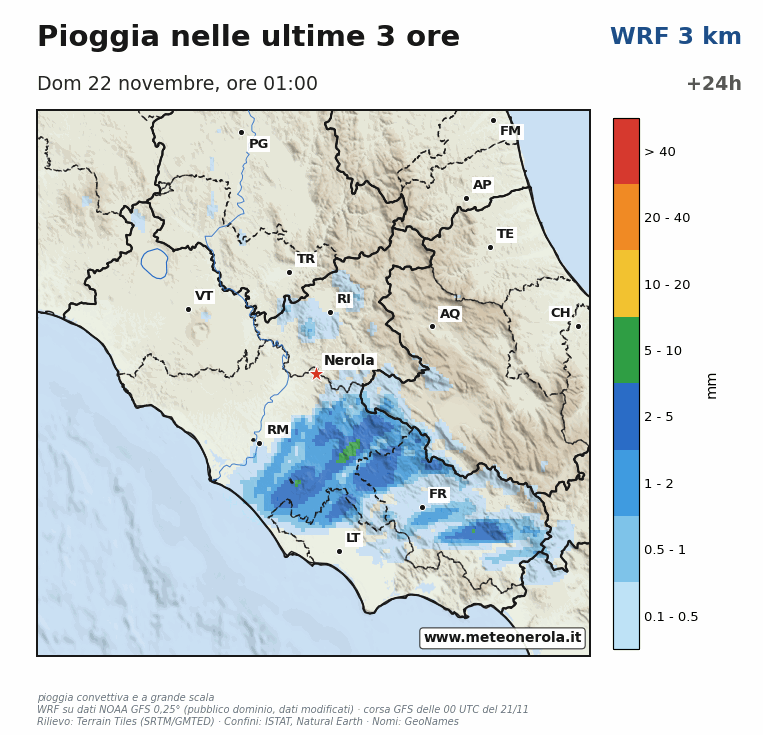 Pioggia nelle ultime 3 ore
WRF 3 km
Dom 22 novembre, ore 01:00
+24h
FM
PG
AP
TE
TR
VT
RI
AQ
CH
Nerola
RM
FR
LT
www.meteonerola.it
> 40
20 - 40
10 - 20
5 - 10
2 - 5
1 - 2
0.5 - 1
0.1 - 0.5
mm
pioggia convettiva e a grande scala
WRF su dati NOAA GFS 0,25° (pubblico dominio, dati modificati) · corsa GFS delle 00 UTC del 21/11
Rilievo: Terrain Tiles (SRTM/GMTED) · Confini: ISTAT, Natural Earth · Nomi: GeoNames